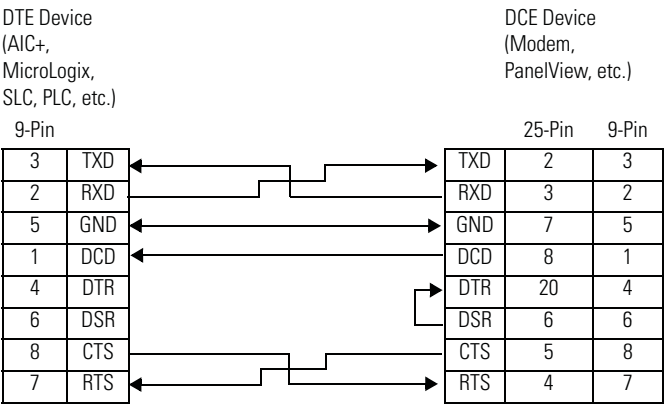 DTE Device
(AIC+,
MicroLogix,
SLC, PLC, etc.)
DCE Device
(Modem,
PanelView, etc.)
9-Pin
25-Pin 9-Pin
3 TXD TXD 2 3
2 RXD RXD 3 2
5 GND GND 7 5
1 DCD DCD 8 1
4 DTR DTR 20 4
6 DSR DSR 6 6
8 CTS CTS 5 8
7 RTS RTS 4 7